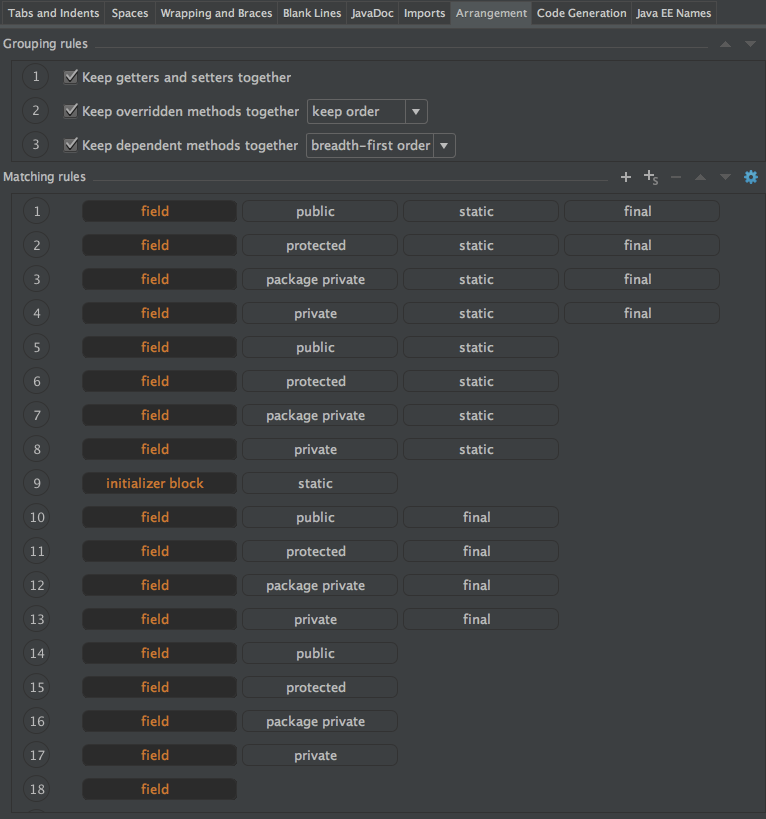 Tabs and Indents Spaces Wrapping and Braces Blank Lines JavaDoc Imports Arrangement Code Generation Java EE Names
Grouping rules
1 Keep getters and setters together
2 Keep overridden methods together keep order
3 Keep dependent methods together breadth-first order
Matching rules
1 field public static final
2 field protected static final
3 field package private static final
4 field private static final
5 field public static
6 field protected static
7 field package private static
8 field private static
9 initializer block static
10 field public final
11 field protected final
12 field package private final
13 field private final
14 field public
15 field protected
16 field package private
17 field private
18 field